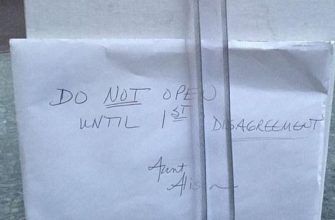 DO NOT OPEN
UNTIL 1ST DISAGREEMENT
Aunt